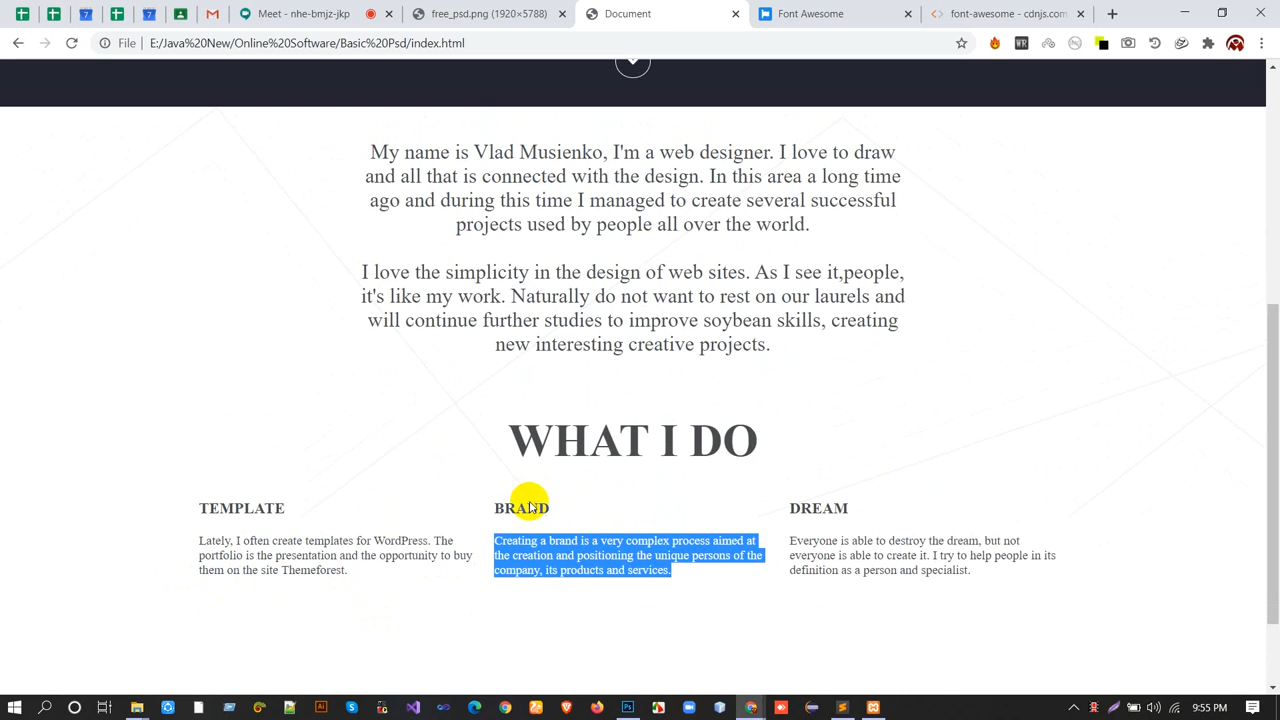 Meet - nhe-bmjz-jkp
free_psd.png (1920×5788)
Document
Font Awesome
font-awesome - cdnjs.com
File
E:/Java%20New/Online%20Software/Basic%20Psd/index.html
My name is Vlad Musienko, I'm a web designer. I love to draw
and all that is connected with the design. In this area a long time
ago and during this time I managed to create several successful
projects used by people all over the world.
I love the simplicity in the design of web sites. As I see it,people,
it's like my work. Naturally do not want to rest on our laurels and
will continue further studies to improve soybean skills, creating
new interesting creative projects.
WHAT I DO
TEMPLATE
Lately, I often create templates for WordPress. The
portfolio is the presentation and the opportunity to buy
them on the site Themeforest.
BRAND
Creating a brand is a very complex process aimed at
the creation and positioning the unique persons of the
company, its products and services.
DREAM
Everyone is able to destroy the dream, but not
everyone is able to create it. I try to help people in its
definition as a person and specialist.
9:55 PM